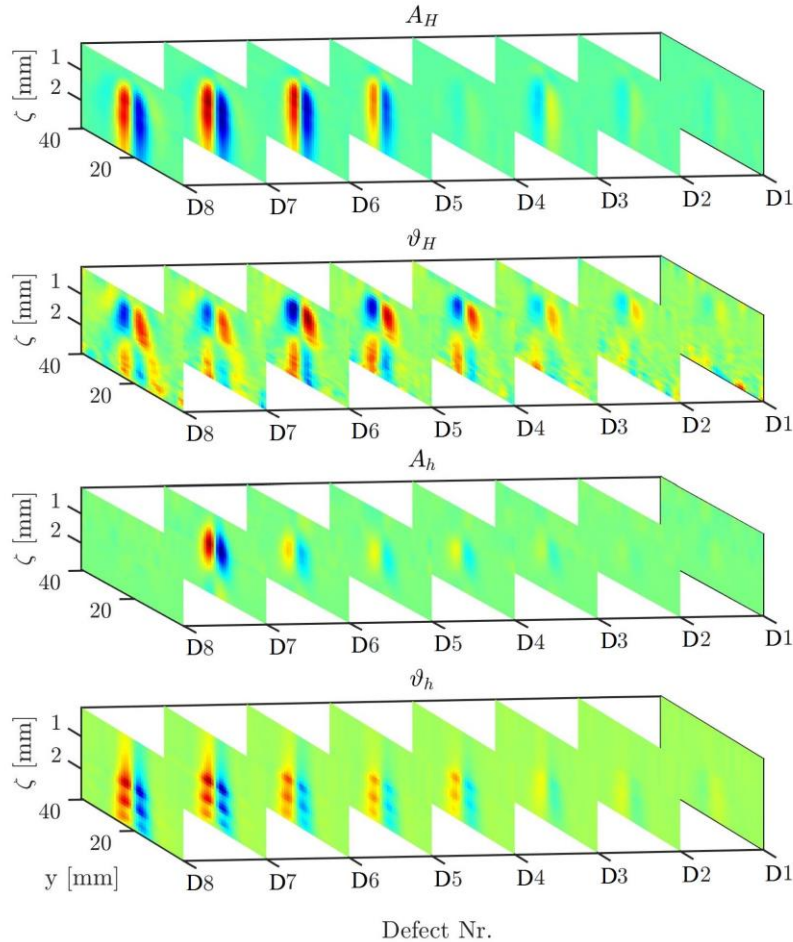 A_H
1
2
ζ [mm]
40
20
D8 D7 D6 D5 D4 D3 D2 D1
ϑ_H
1
2
ζ [mm]
40
20
D8 D7 D6 D5 D4 D3 D2 D1
A_h
1
2
ζ [mm]
40
20
D8 D7 D6 D5 D4 D3 D2 D1
ϑ_h
1
2
ζ [mm]
40
20
y [mm]
D8 D7 D6 D5 D4 D3 D2 D1
Defect Nr.